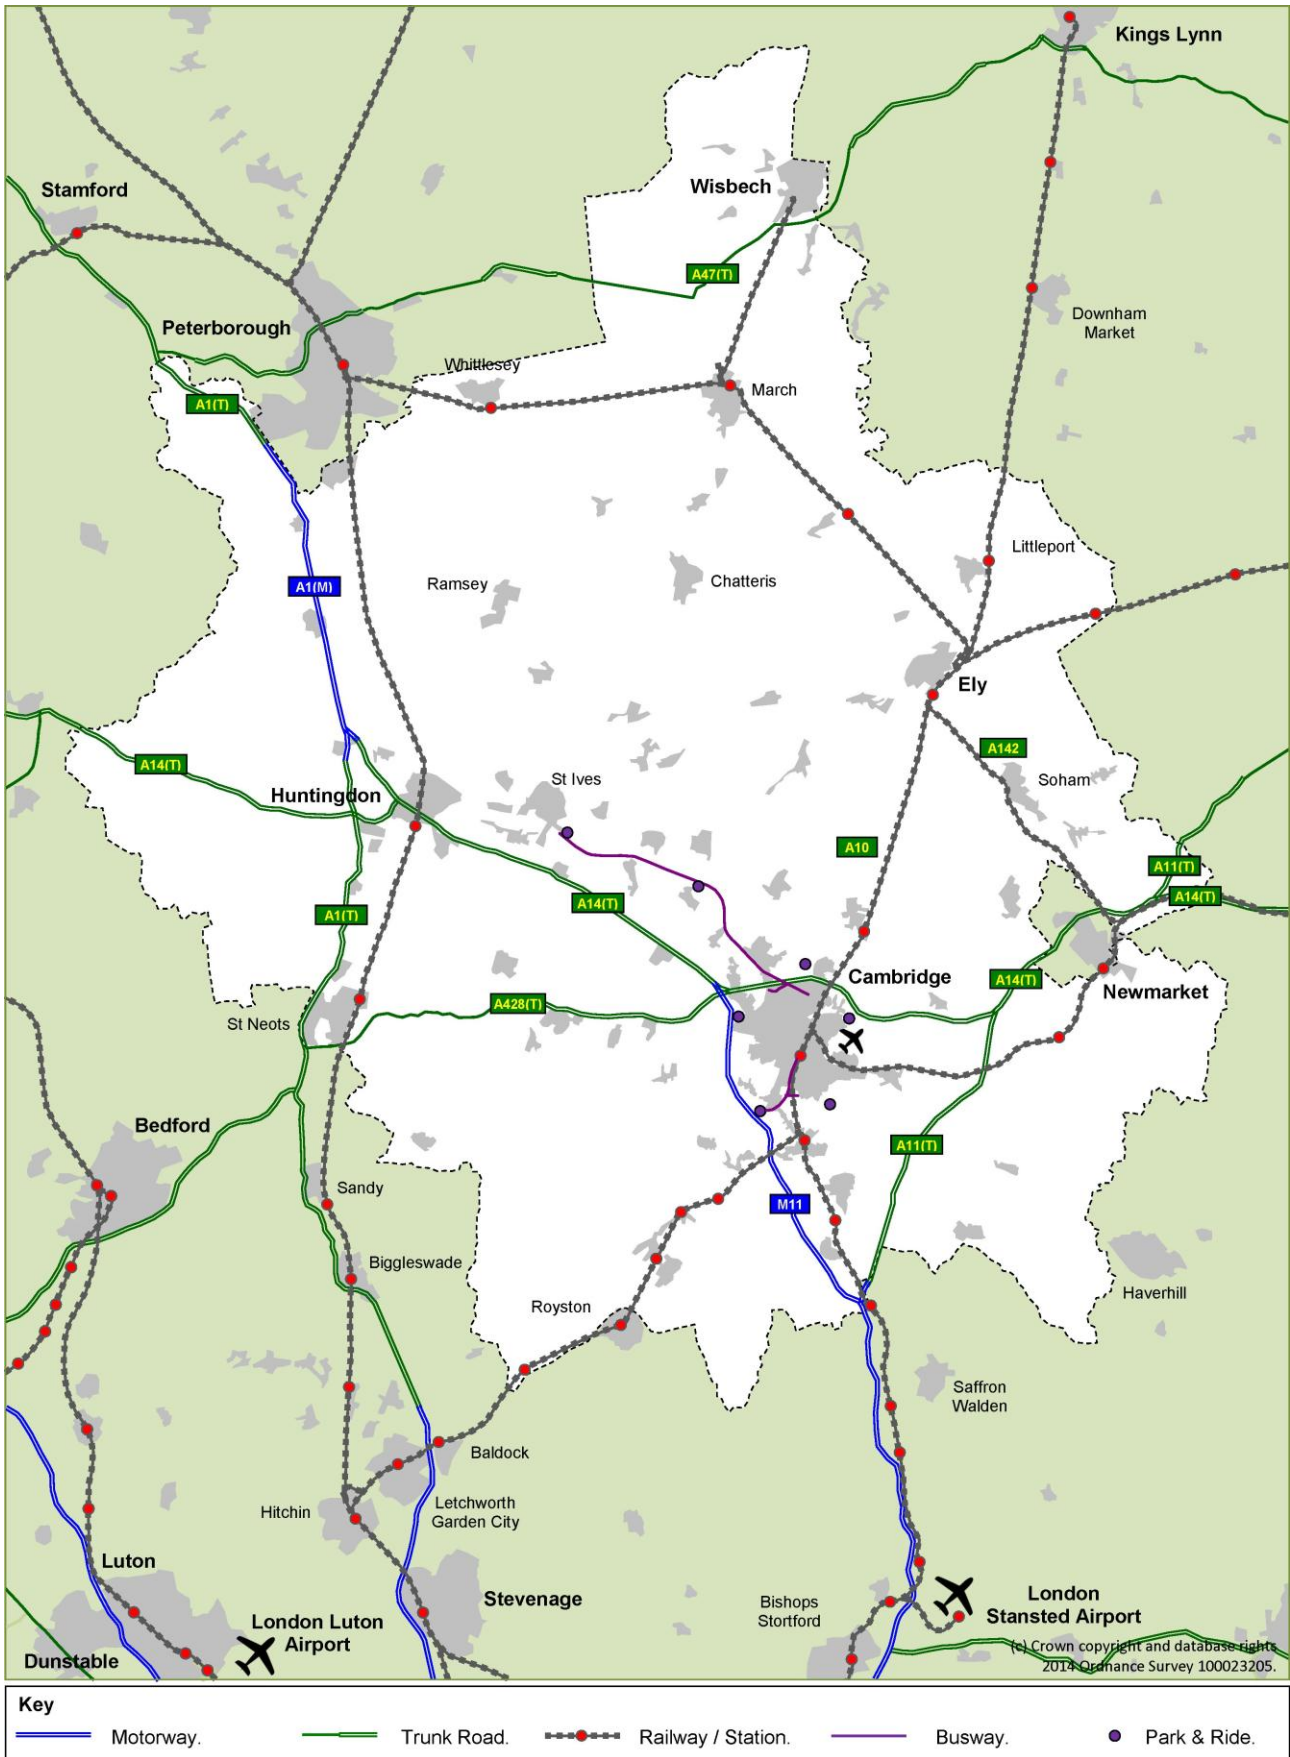 Kings Lynn
Stamford
Wisbech
A47(T)
Downham
Market
Peterborough
Whittlesey
March
A1(T)
Littleport
A1(M)
Ramsey
Chatteris
Ely
A142
A14(T)
Soham
St Ives
Huntingdon
A10
A11(T)
A14(T)
A14(T)
A1(T)
Cambridge
A14(T)
Newmarket
A428(T)
St Neots
Bedford
A11(T)
Sandy
M11
Biggleswade
Haverhill
Royston
Saffron
Walden
Baldock
Hitchin
Letchworth
Garden City
Luton
Stevenage
Bishops
Stortford
London
Stansted Airport
London Luton
Airport
Dunstable
(c) Crown copyright and database rights
2014 Ordnance Survey 100023205.
Key
Motorway.
Trunk Road.
Railway / Station.
Busway.
Park & Ride.